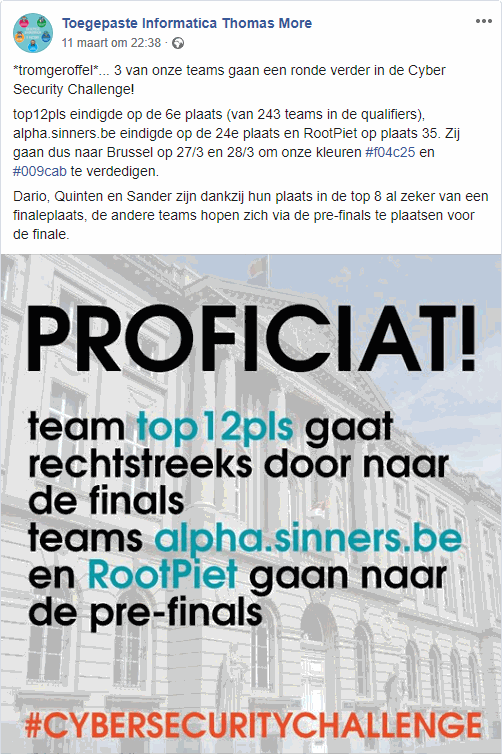 Toegepaste Informatica Thomas More
11 maart om 22:38 ·
*tromgeroffel*... 3 van onze teams gaan een ronde verder in de Cyber
Security Challenge!
top12pls eindigde op de 6e plaats (van 243 teams in de qualifiers),
alpha.sinners.be eindigde op de 24e plaats en RootPiet op plaats 35. Zij
gaan dus naar Brussel op 27/3 en 28/3 om onze kleuren #f04c25 en
#009cab te verdedigen.
Dario, Quinten en Sander zijn dankzij hun plaats in de top 8 al zeker van een
finaleplaats, de andere teams hopen zich via de pre-finals te plaatsen voor
de finale.
PROFICIAT!
team top12pls gaat
rechtstreeks door naar
de finals
teams alpha.sinners.be
en RootPiet gaan naar
de pre-finals
#CYBERSECURITYCHALLENGE